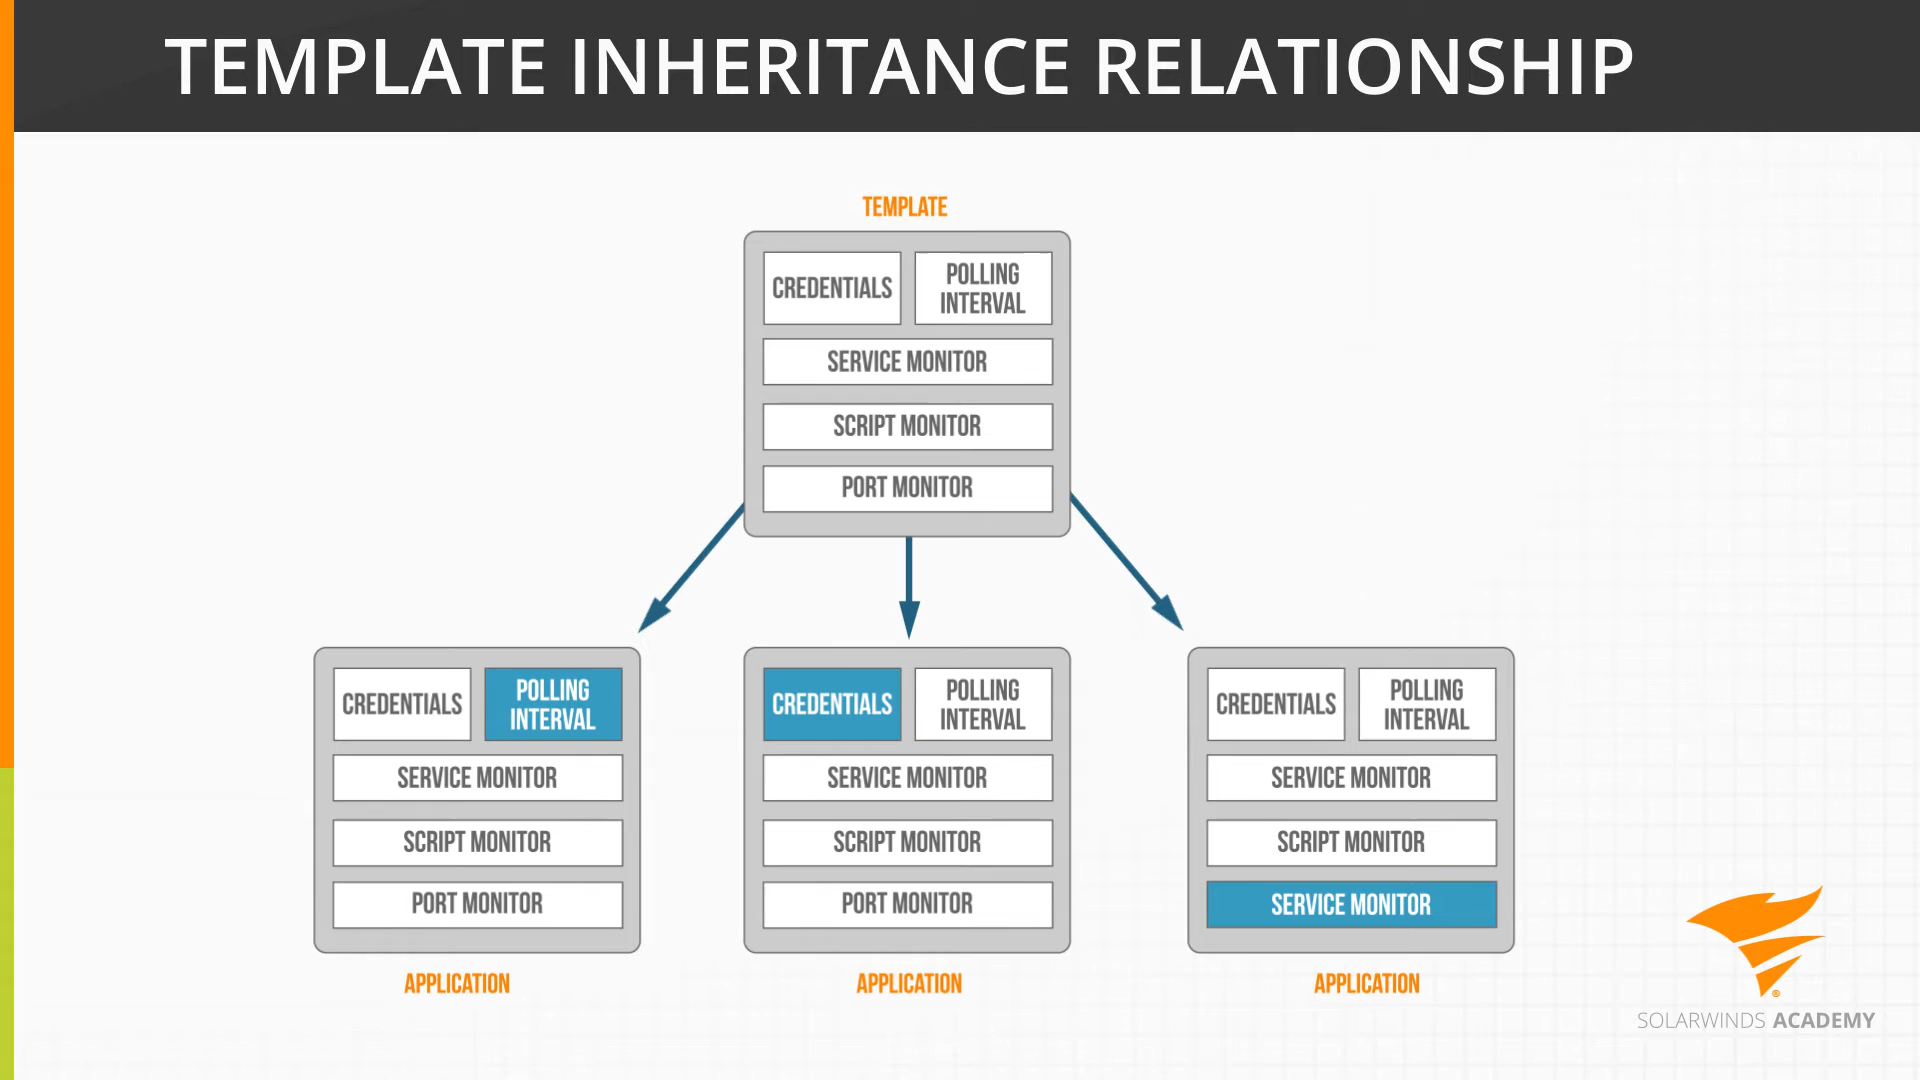 TEMPLATE INHERITANCE RELATIONSHIP
TEMPLATE
CREDENTIALS
POLLING
INTERVAL
SERVICE MONITOR
SCRIPT MONITOR
PORT MONITOR
CREDENTIALS
POLLING
INTERVAL
SERVICE MONITOR
SCRIPT MONITOR
PORT MONITOR
APPLICATION
CREDENTIALS
POLLING
INTERVAL
SERVICE MONITOR
SCRIPT MONITOR
PORT MONITOR
APPLICATION
CREDENTIALS
POLLING
INTERVAL
SERVICE MONITOR
SCRIPT MONITOR
SERVICE MONITOR
APPLICATION
®
SOLARWINDS ACADEMY